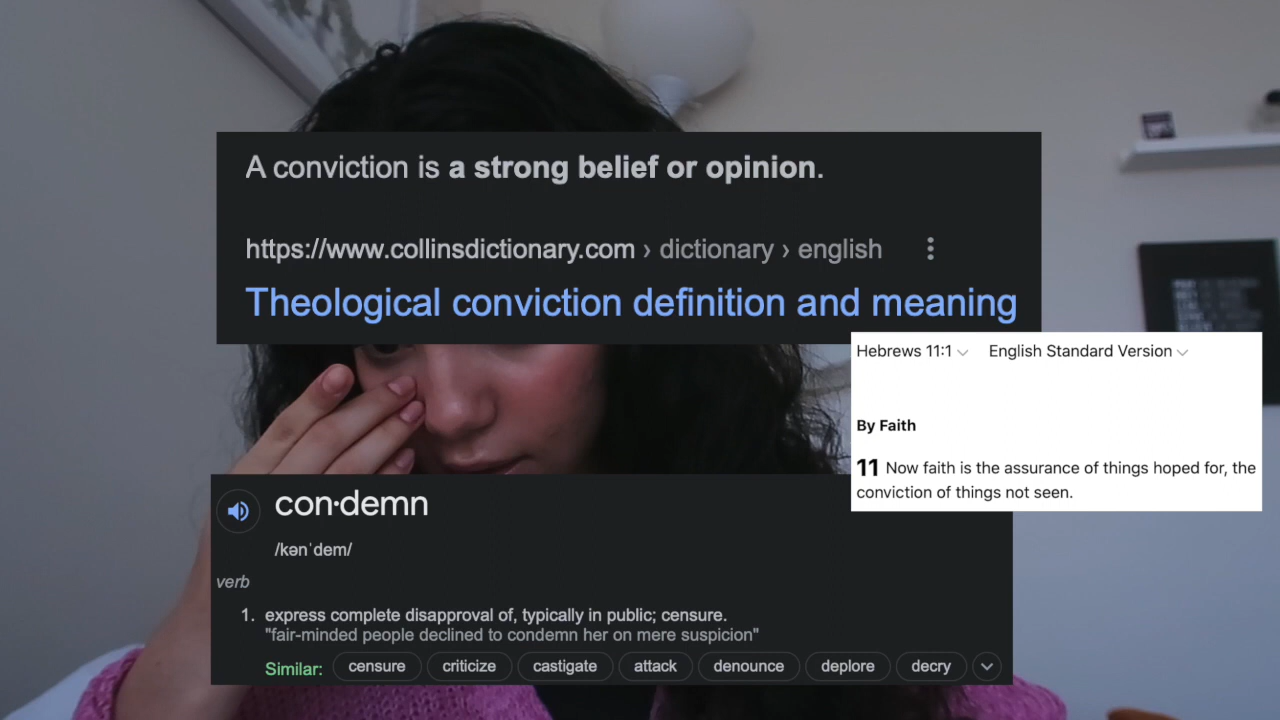 A conviction is a strong belief or opinion.
https://www.collinsdictionary.com › dictionary › english
Theological conviction definition and meaning
Hebrews 11:1 English Standard Version
By Faith
11 Now faith is the assurance of things hoped for, the
conviction of things not seen.
con·demn
/kənˈdem/
verb
1. express complete disapproval of, typically in public; censure.
"fair-minded people declined to condemn her on mere suspicion"
Similar: censure criticize castigate attack denounce deplore decry